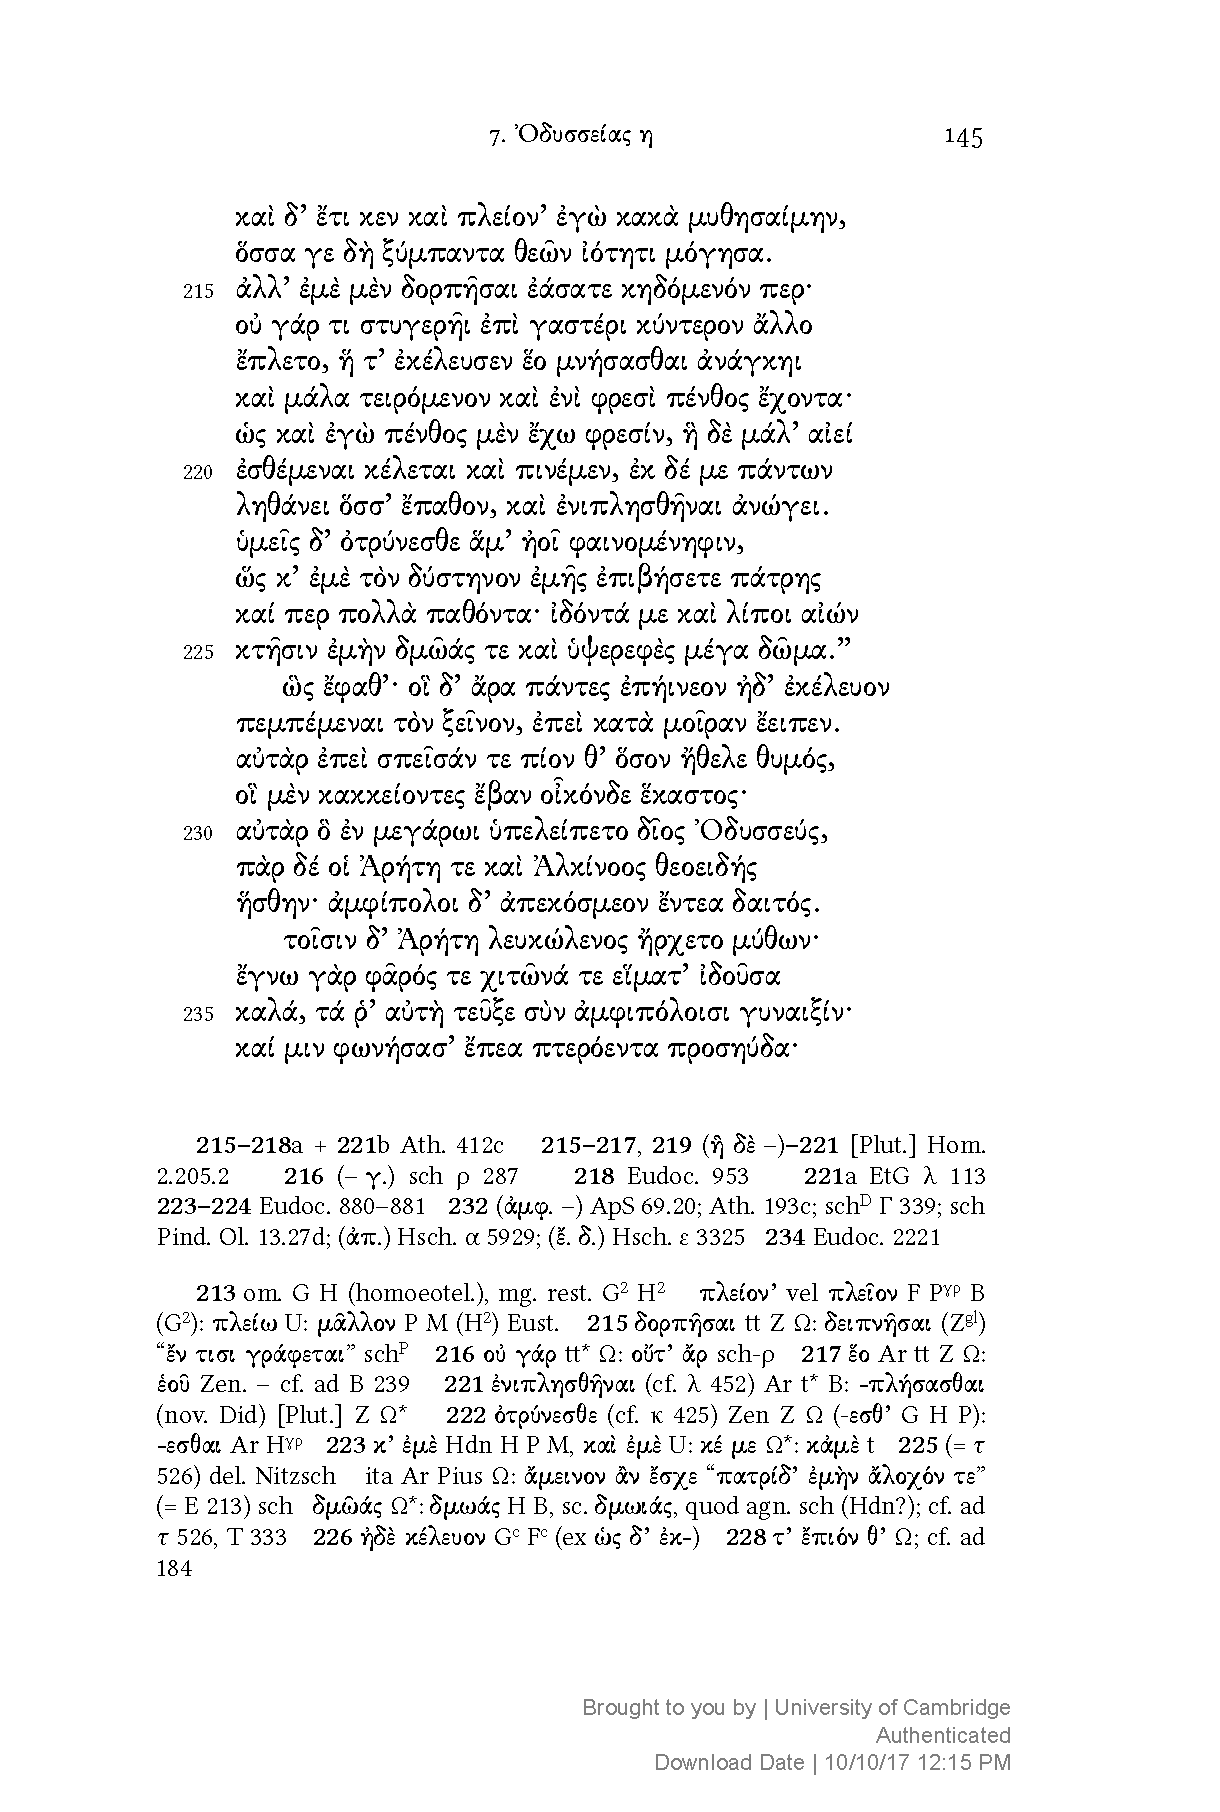 7. Ὀδυσσείας η 145
καὶ δ’ ἔτι κεν καὶ πλείον’ ἐγὼ κακὰ μυθησαίμην,
ὅσσα γε δὴ ξύμπαντα θεῶν ἰότητι μόγησα.
215 ἀλλ’ ἐμὲ μὲν δορπῆσαι ἐάσατε κηδόμενόν περ·
οὐ γάρ τι στυγερῆι ἐπὶ γαστέρι κύντερον ἄλλο
ἔπλετο, ἥ τ’ ἐκέλευσεν ἕο μνήσασθαι ἀνάγκηι
καὶ μάλα τειρόμενον καὶ ἐνὶ φρεσὶ πένθος ἔχοντα·
ὡς καὶ ἐγὼ πένθος μὲν ἔχω φρεσίν, ἣ δὲ μάλ’ αἰεί
220 ἐσθέμεναι κέλεται καὶ πινέμεν, ἐκ δέ με πάντων
ληθάνει ὅσσ’ ἔπαθον, καὶ ἐνιπλησθῆναι ἀνώγει.
ὑμεῖς δ’ ὀτρύνεσθε ἅμ’ ἠοῖ φαινομένηφιν,
ὥς κ’ ἐμὲ τὸν δύστηνον ἐμῆς ἐπιβήσετε πάτρης
καί περ πολλὰ παθόντα· ἰδόντά με καὶ λίποι αἰών
225 κτῆσιν ἐμὴν δμῶάς τε καὶ ὑψερεφὲς μέγα δῶμα.”
ὣς ἔφαθ’· οἳ δ’ ἄρα πάντες ἐπήινεον ἠδ’ ἐκέλευον
πεμπέμεναι τὸν ξεῖνον, ἐπεὶ κατὰ μοῖραν ἔειπεν.
αὐτὰρ ἐπεὶ σπεῖσάν τε πίον θ’ ὅσον ἤθελε θυμός,
οἳ μὲν κακκείοντες ἔβαν οἶκόνδε ἕκαστος·
230 αὐτὰρ ὃ ἐν μεγάρωι ὑπελείπετο δῖος Ὀδυσσεύς,
πὰρ δέ οἱ Ἀρήτη τε καὶ Ἀλκίνοος θεοειδής
ἥσθην· ἀμφίπολοι δ’ ἀπεκόσμεον ἔντεα δαιτός.
τοῖσιν δ’ Ἀρήτη λευκώλενος ἤρχετο μύθων·
ἔγνω γὰρ φᾶρός τε χιτῶνά τε εἵματ’ ἰδοῦσα
235 καλά, τά ῥ’ αὐτὴ τεῦξε σὺν ἀμφιπόλοισι γυναιξίν·
καί μιν φωνήσασ’ ἔπεα πτερόεντα προσηύδα·
215–218a + 221b Ath. 412c 215–217, 219 (ἣ δὲ –)–221 [Plut.] Hom.
2.205.2 216 (– γ.) sch ρ 287 218 Eudoc. 953 221a EtG λ 113
223–224 Eudoc. 880–881 232 (ἀμφ. –) ApS 69.20; Ath. 193c; schᴰ Γ 339; sch
Pind. Ol. 13.27d; (ἀπ.) Hsch. α 5929; (ἔ. δ.) Hsch. ε 3325 234 Eudoc. 2221
213 om. G H (homoeotel.), mg. rest. G² H² πλείον’ vel πλεῖον F Pᵞᵖ B
(G²): πλείω U: μᾶλλον P M (H²) Eust. 215 δορπῆσαι tt Z Ω: δειπνῆσαι (Zᵍˡ)
“ἔν τισι γράφεται” schᴾ 216 οὐ γάρ tt* Ω: οὔτ’ ἄρ sch-ρ 217 ἕο Ar tt Z Ω:
ἑοῦ Zen. – cf. ad Β 239 221 ἐνιπλησθῆναι (cf. λ 452) Ar t* B: -πλήσασθαι
(nov. Did) [Plut.] Z Ω* 222 ὀτρύνεσθε (cf. κ 425) Zen Z Ω (-εσθ’ G H P):
-εσθαι Ar Hᵞᵖ 223 κ’ ἐμὲ Hdn H P M, καὶ ἐμὲ U: κέ με Ω*: κἀμὲ t 225 (= τ
526) del. Nitzsch ita Ar Pius Ω: ἄμεινον ἂν ἔσχε “πατρίδ’ ἐμὴν ἄλοχόν τε”
(= Ε 213) sch δμῶάς Ω*: δμωάς H B, sc. δμωιάς, quod agn. sch (Hdn?); cf. ad
τ 526, Τ 333 226 ἠδὲ κέλευον Gᶜ Fᶜ (ex ὡς δ’ ἐκ-) 228 τ’ ἔπιόν θ’ Ω; cf. ad
184
Brought to you by | University of Cambridge
Authenticated
Download Date | 10/10/17 12:15 PM